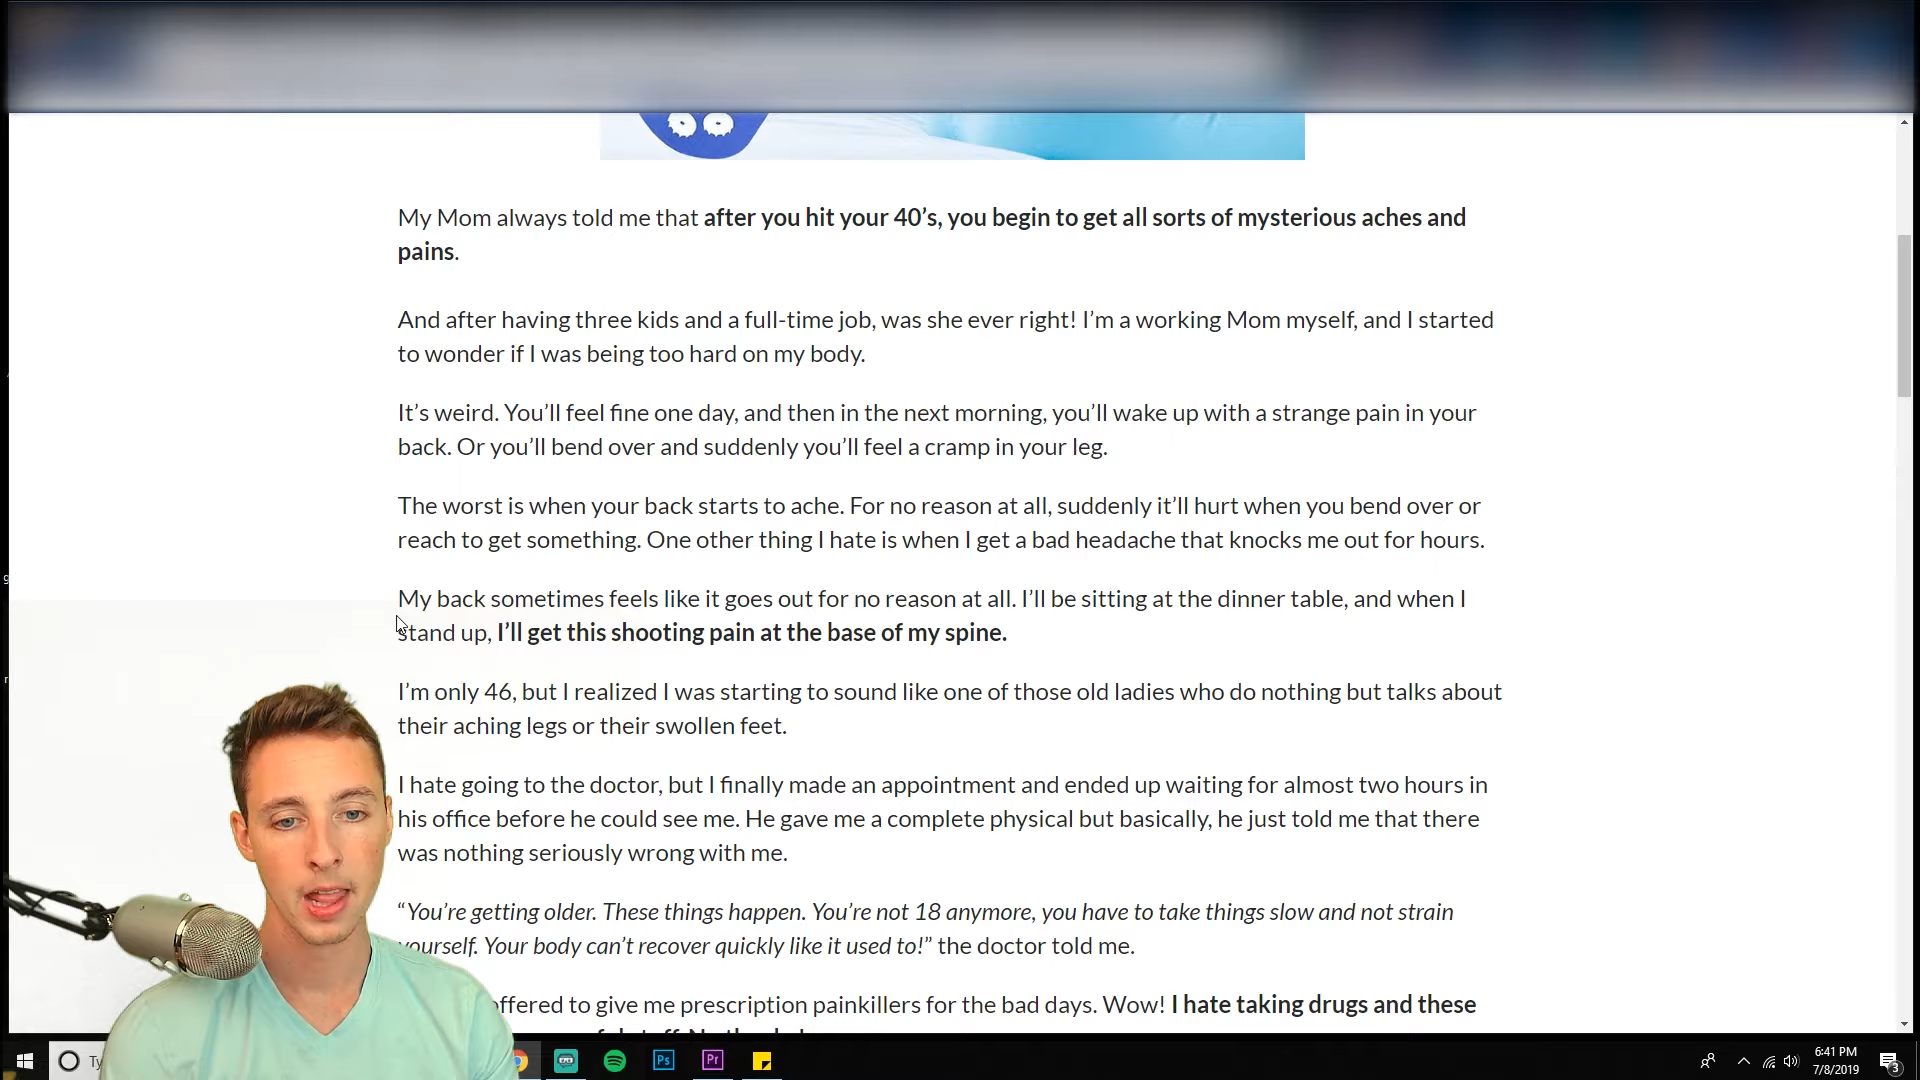 My Mom always told me that after you hit your 40’s, you begin to get all sorts of mysterious aches and
pains.
And after having three kids and a full-time job, was she ever right! I’m a working Mom myself, and I started
to wonder if I was being too hard on my body.
It’s weird. You’ll feel fine one day, and then in the next morning, you’ll wake up with a strange pain in your
back. Or you’ll bend over and suddenly you’ll feel a cramp in your leg.
The worst is when your back starts to ache. For no reason at all, suddenly it’ll hurt when you bend over or
reach to get something. One other thing I hate is when I get a bad headache that knocks me out for hours.
My back sometimes feels like it goes out for no reason at all. I’ll be sitting at the dinner table, and when I
stand up, I’ll get this shooting pain at the base of my spine.
I’m only 46, but I realized I was starting to sound like one of those old ladies who do nothing but talks about
their aching legs or their swollen feet.
I hate going to the doctor, but I finally made an appointment and ended up waiting for almost two hours in
his office before he could see me. He gave me a complete physical but basically, he just told me that there
was nothing seriously wrong with me.
“You’re getting older. These things happen. You’re not 18 anymore, you have to take things slow and not strain
yourself. Your body can’t recover quickly like it used to!” the doctor told me.
offered to give me prescription painkillers for the bad days. Wow! I hate taking drugs and these
Ty
Ps
Pr
6:41 PM
7/8/2019
3